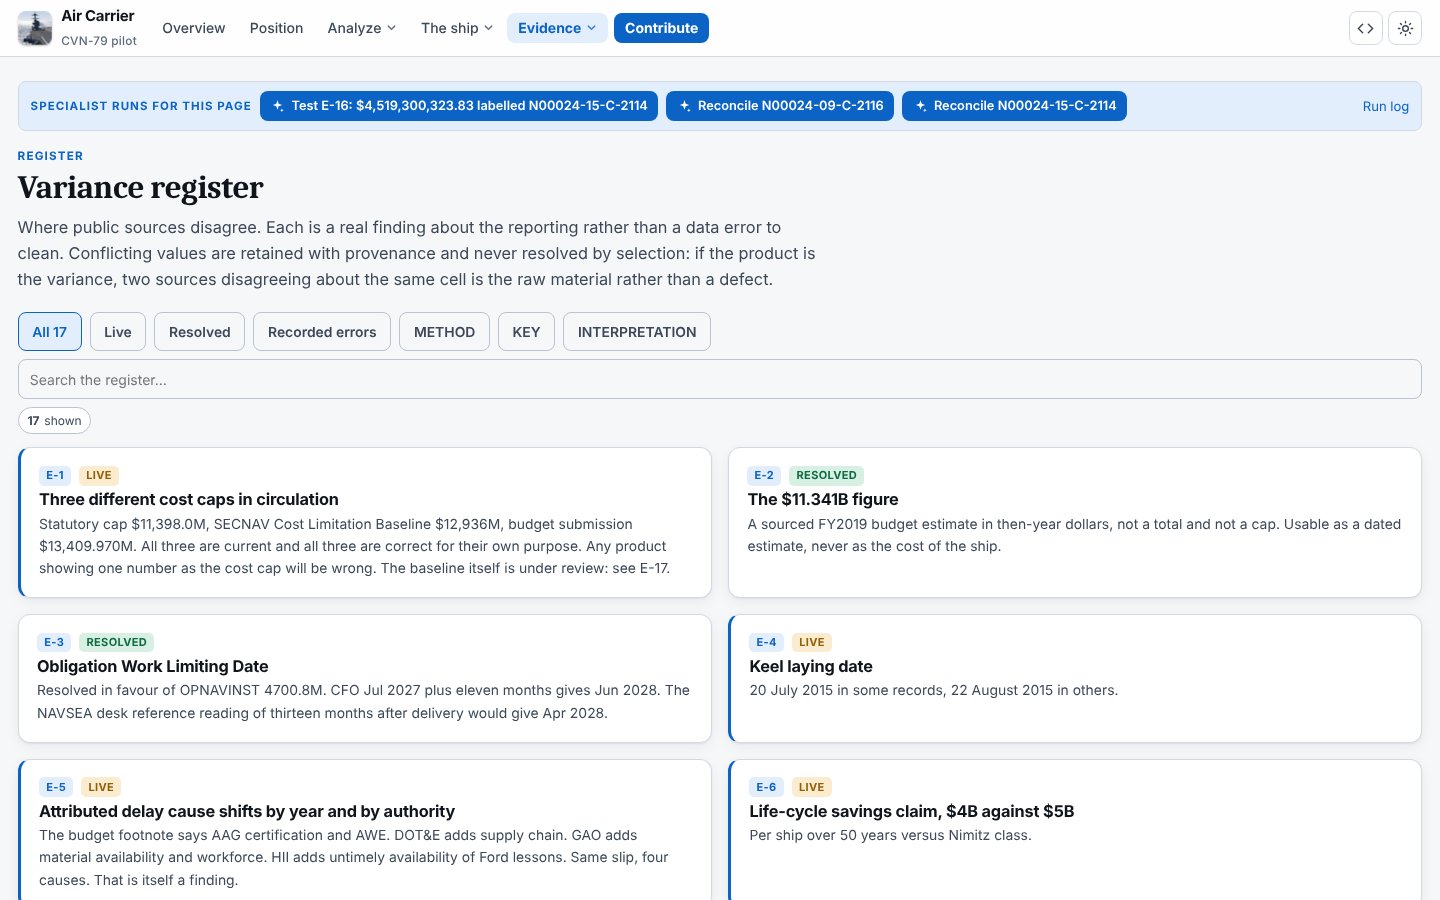 Air Carrier
CVN-79 pilot
Overview
Position
Analyze
The ship
Evidence
Contribute
SPECIALIST RUNS FOR THIS PAGE
Test E-16: $4,519,300,323.83 labelled N00024-15-C-2114
Reconcile N00024-09-C-2116
Reconcile N00024-15-C-2114
Run log
REGISTER
Variance register
Where public sources disagree. Each is a real finding about the reporting rather than a data error to
clean. Conflicting values are retained with provenance and never resolved by selection: if the product is
the variance, two sources disagreeing about the same cell is the raw material rather than a defect.
All 17
Live
Resolved
Recorded errors
METHOD
KEY
INTERPRETATION
Search the register...
17 shown
E-1 LIVE
Three different cost caps in circulation
Statutory cap $11,398.0M, SECNAV Cost Limitation Baseline $12,936M, budget submission
$13,409.970M. All three are current and all three are correct for their own purpose. Any product
showing one number as the cost cap will be wrong. The baseline itself is under review: see E-17.
E-2 RESOLVED
The $11.341B figure
A sourced FY2019 budget estimate in then-year dollars, not a total and not a cap. Usable as a dated
estimate, never as the cost of the ship.
E-3 RESOLVED
Obligation Work Limiting Date
Resolved in favour of OPNAVINST 4700.8M. CFO Jul 2027 plus eleven months gives Jun 2028. The
NAVSEA desk reference reading of thirteen months after delivery would give Apr 2028.
E-4 LIVE
Keel laying date
20 July 2015 in some records, 22 August 2015 in others.
E-5 LIVE
Attributed delay cause shifts by year and by authority
The budget footnote says AAG certification and AWE. DOT&E adds supply chain. GAO adds
material availability and workforce. HII adds untimely availability of Ford lessons. Same slip, four
causes. That is itself a finding.
E-6 LIVE
Life-cycle savings claim, $4B against $5B
Per ship over 50 years versus Nimitz class.